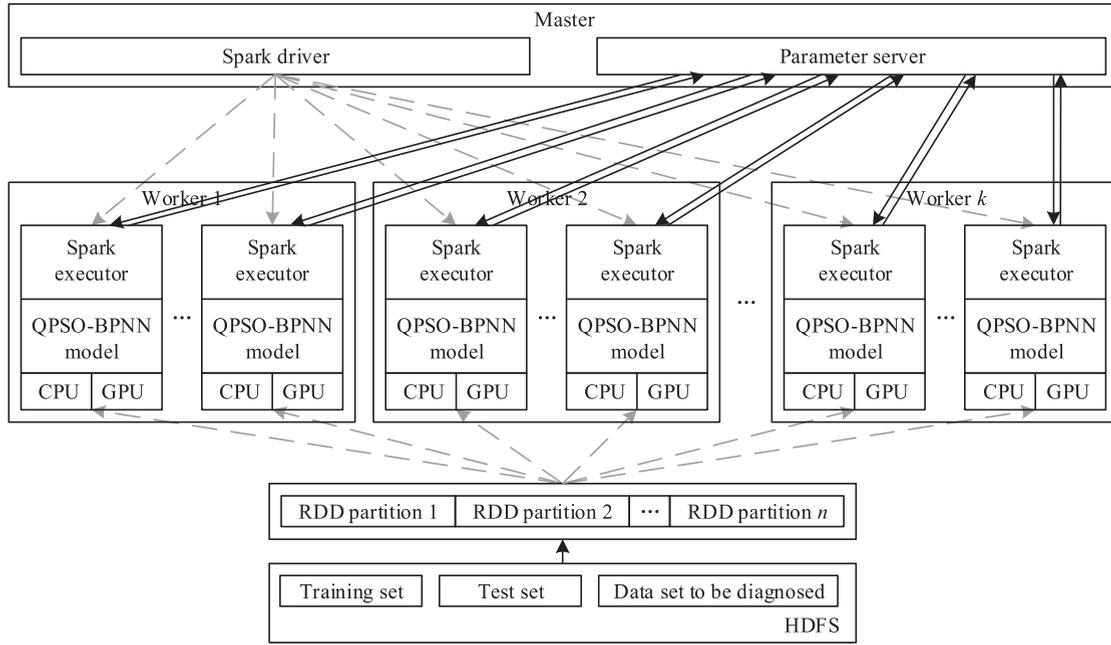 Master
Spark driver
Parameter server
Worker 1
Worker 2
Worker k
Spark
executor
Spark
executor
Spark
executor
Spark
executor
Spark
executor
Spark
executor
...
...
...
...
QPSO-BPNN
model
QPSO-BPNN
model
QPSO-BPNN
model
QPSO-BPNN
model
QPSO-BPNN
model
QPSO-BPNN
model
CPU
GPU
CPU
GPU
CPU
GPU
CPU
GPU
CPU
GPU
CPU
GPU
RDD partition 1
RDD partition 2
...
RDD partition n
Training set
Test set
Data set to be diagnosed
HDFS